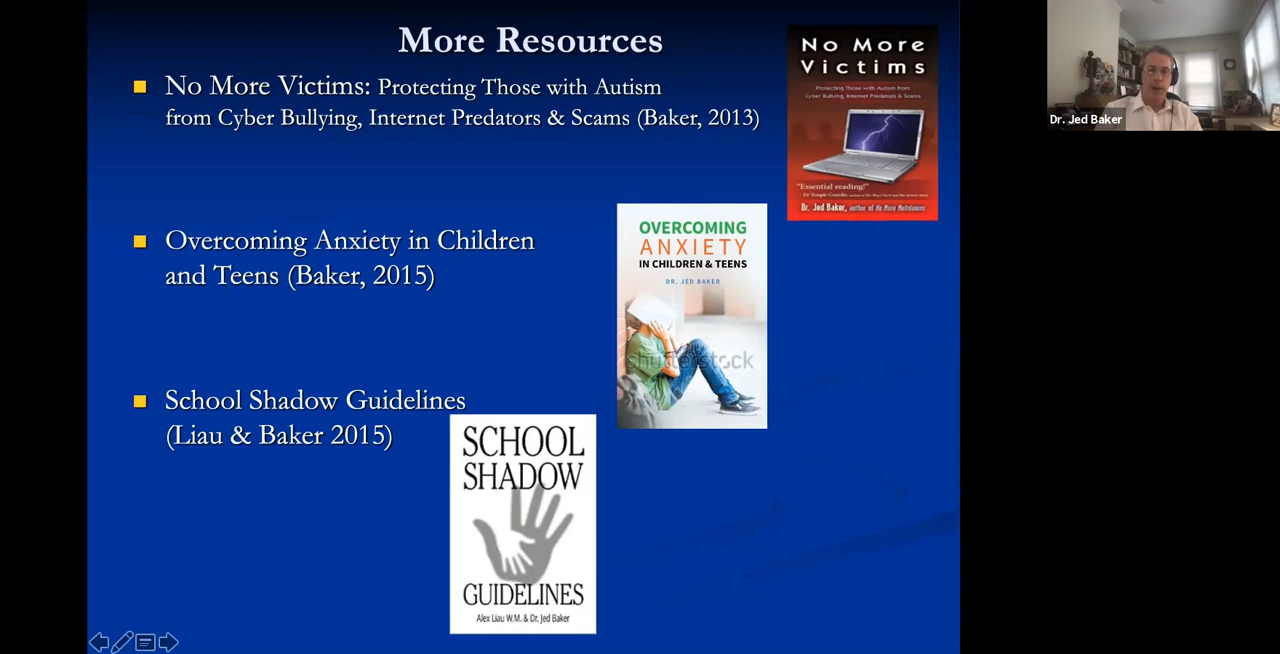 More Resources
No More Victims: Protecting Those with Autism
from Cyber Bullying, Internet Predators & Scams (Baker, 2013)
No More
Victims
Protecting Those with Autism from
Cyber Bullying, Internet Predators & Scams
"Essential reading!"
Dr. Jed Baker, author of No More Meltdowns
Overcoming Anxiety in Children
and Teens (Baker, 2015)
OVERCOMING
ANXIETY
IN CHILDREN & TEENS
DR. JED BAKER
shutterstock
School Shadow Guidelines
(Liau & Baker 2015)
SCHOOL
SHADOW
GUIDELINES
Alex Liau W.M. & Dr. Jed Baker
Dr. Jed Baker